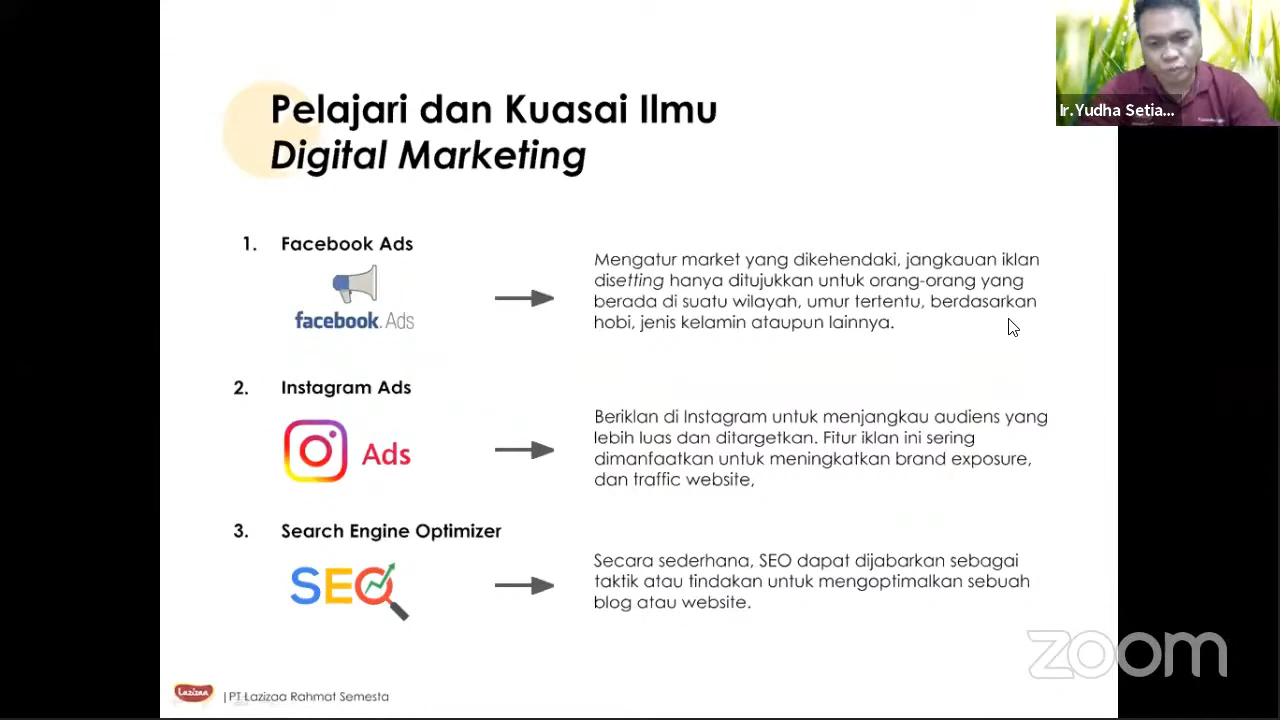 Pelajari dan Kuasai Ilmu
Digital Marketing
Ir.Yudha Setia...
1. Facebook Ads
facebook Ads
Mengatur market yang dikehendaki, jangkauan iklan
disetting hanya ditujukkan untuk orang-orang yang
berada di suatu wilayah, umur tertentu, berdasarkan
hobi, jenis kelamin ataupun lainnya.
2. Instagram Ads
Ads
Beriklan di Instagram untuk menjangkau audiens yang
lebih luas dan ditargetkan. Fitur iklan ini sering
dimanfaatkan untuk meningkatkan brand exposure,
dan traffic website,
3. Search Engine Optimizer
SEO
Secara sederhana, SEO dapat dijabarkan sebagai
taktik atau tindakan untuk mengoptimalkan sebuah
blog atau website.
zoom
Lazizaa
|PT Lazizaa Rahmat Semesta